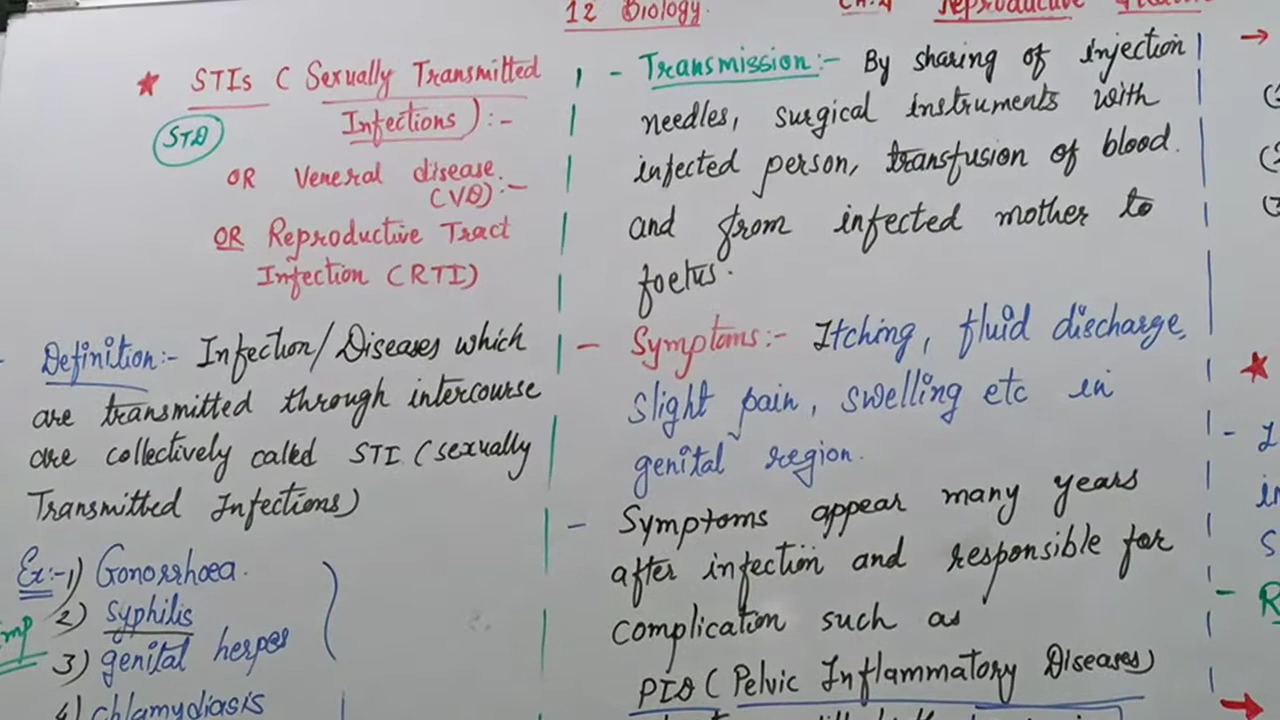 12 Biology
CH.4 Reproductive
★ STIs ( Sexually Transmitted
Infections ) :-
STD
OR Veneral disease.
(VD) :-
OR Reproductive Tract
Infection (RTI)
Definition:- Infection/Diseases which
are transmitted through intercourse
are collectively called STI (sexually
Transmitted Infections)
Ex:-1) Gonorrhoea.
2) syphilis
3) genital herpes
4) chlamydiasis
imp
- Transmission:- By sharing of injection
needles, surgical instruments with
infected person, transfusion of blood.
and from infected mother to
foetus.
- Symptoms:- Itching, fluid discharge,
slight pain, swelling etc in
genital region.
- Symptoms appear many years
after infection and responsible for
complication such as
PID ( Pelvic Inflammatory Diseases)